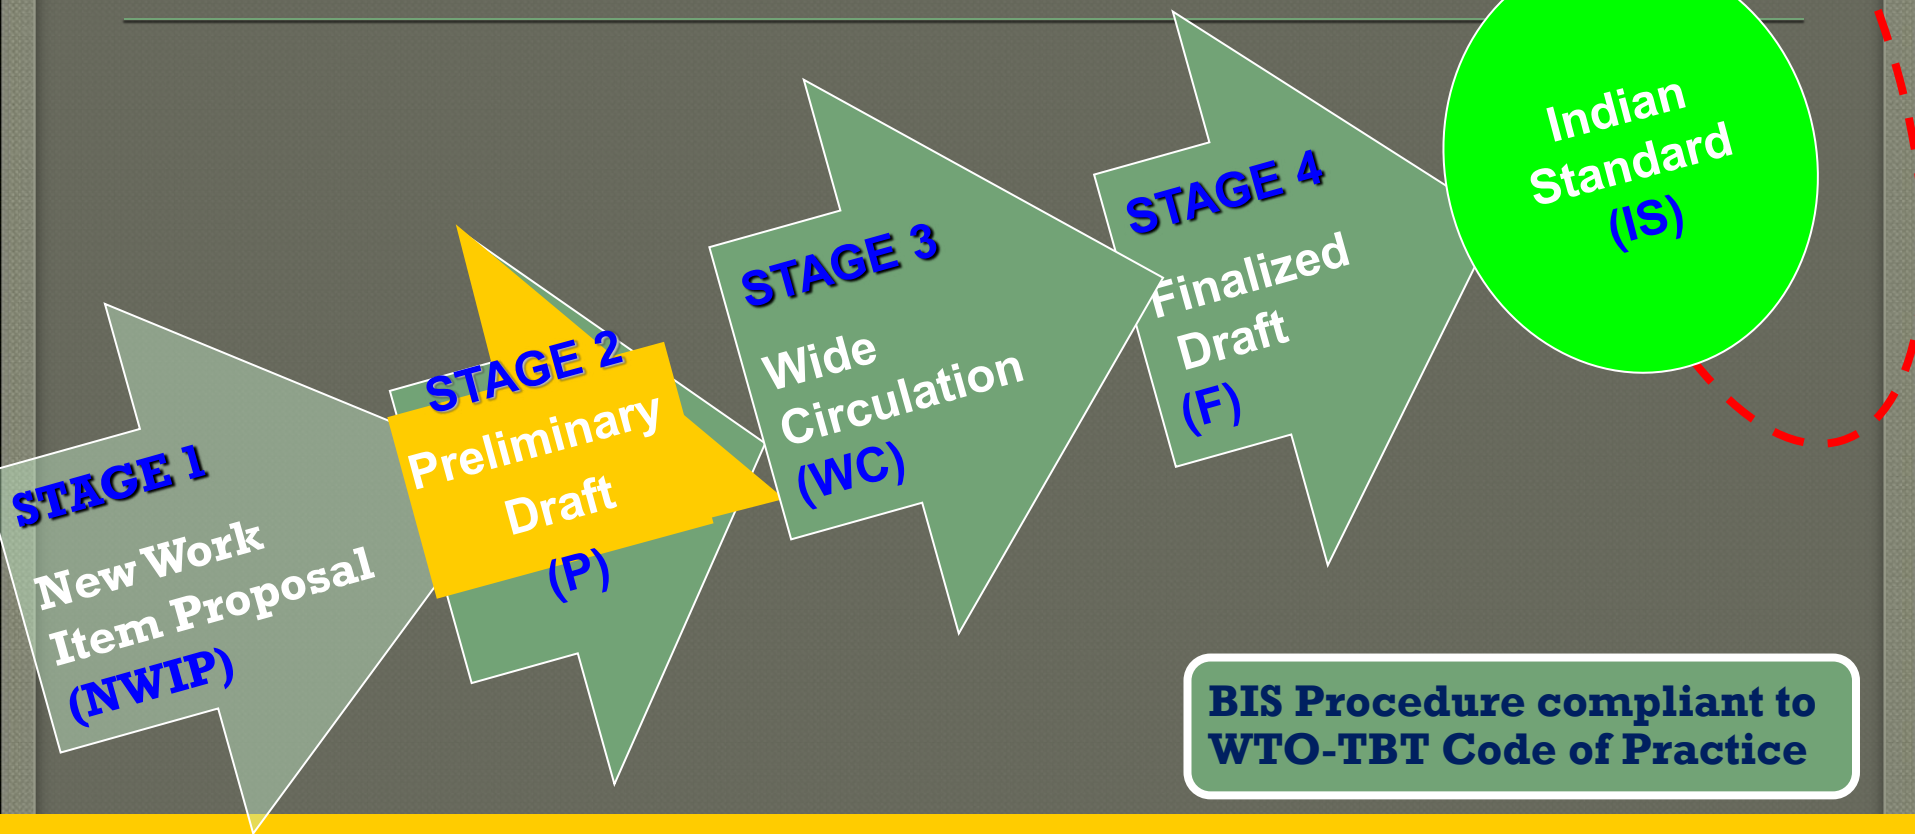 STAGE 1
New Work
Item Proposal
(NWIP)
STAGE 2
Preliminary
Draft
(P)
STAGE 3
Wide
Circulation
(WC)
STAGE 4
Finalized
Draft
(F)
Indian
Standard
(IS)
BIS Procedure compliant to
WTO-TBT Code of Practice